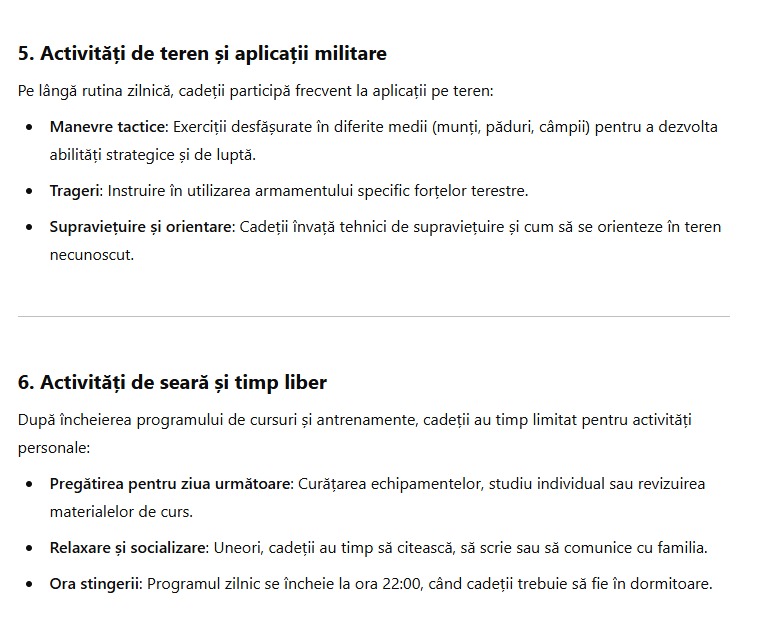 5. Activități de teren și aplicații militare
Pe lângă rutina zilnică, cadeții participă frecvent la aplicații pe teren:
• Manevre tactice: Exerciții desfășurate în diferite medii (munți, păduri, câmpii) pentru a dezvolta
abilități strategice și de luptă.
• Trageri: Instruire în utilizarea armamentului specific forțelor terestre.
• Supraviețuire și orientare: Cadeții învață tehnici de supraviețuire și cum să se orienteze în teren
necunoscut.
6. Activități de seară și timp liber
După încheierea programului de cursuri și antrenamente, cadeții au timp limitat pentru activități
personale:
• Pregătirea pentru ziua următoare: Curățarea echipamentelor, studiu individual sau revizuirea
materialelor de curs.
• Relaxare și socializare: Uneori, cadeții au timp să citească, să scrie sau să comunice cu familia.
• Ora stingerii: Programul zilnic se încheie la ora 22:00, când cadeții trebuie să fie în dormitoare.